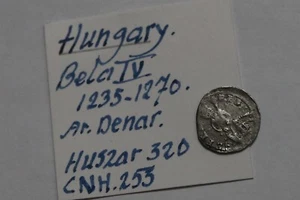 Hungary.
Bela IV
1235-1270.
Ar. Denar.
Huszar 320
CNH. 253